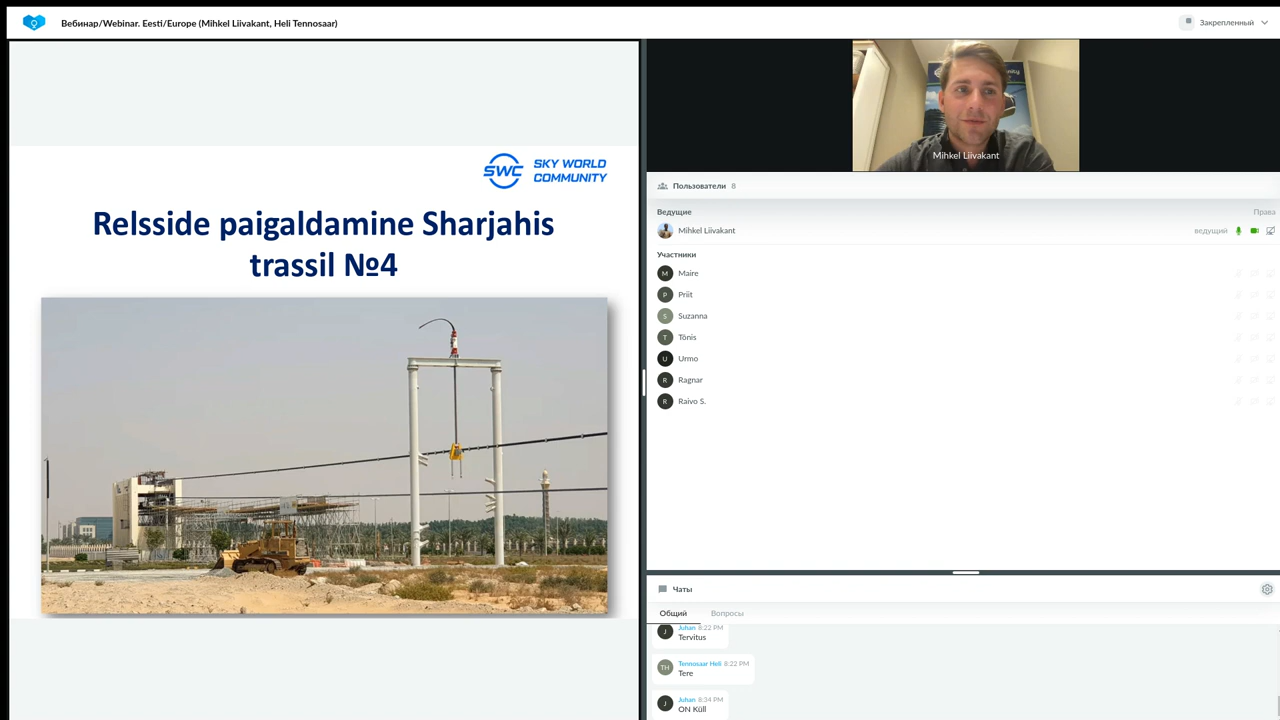 Вебинар/Webinar. Eesti/Europe (Mihkel Liivakant, Heli Tennosaar)
Закрепленный
SWC SKY WORLD
COMMUNITY
Relsside paigaldamine Sharjahis
trassil №4
Mihkel Liivakant
Пользователи 8
Ведущие Права
Mihkel Liivakant ведущий
Участники
M Maire
P Priit
S Suzanna
T Tõnis
U Urmo
R Ragnar
R Raivo S.
Чаты
Общий Вопросы
J Juhan 8:22 PM
Tervitus
TH Tennosaar Heli 8:22 PM
Tere
J Juhan 8:34 PM
ON Küll